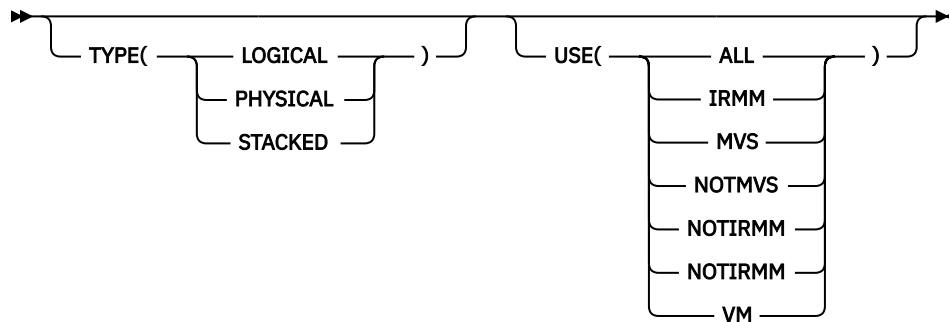 TYPE( LOGICAL ) USE( ALL )
PHYSICAL IRMM
STACKED MVS
NOTMVS
NOTIRMM
NOTIRMM
VM